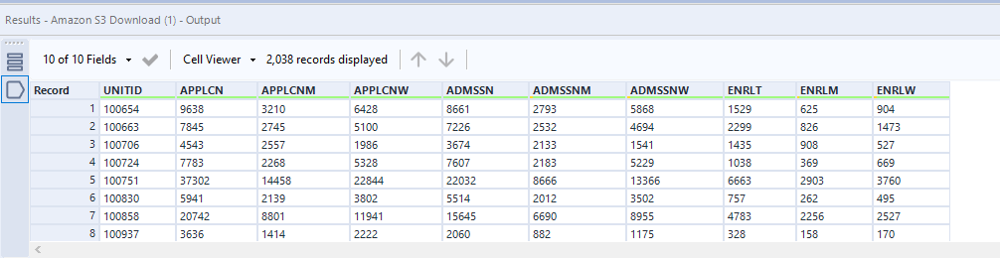 Results - Amazon S3 Download (1) - Output
10 of 10 Fields Cell Viewer 2,038 records displayed
Record UNITID APPLCN APPLCNM APPLCNW ADMSSN ADMSSNM ADMSSNW ENRLT ENRLM ENRLW
1 100654 9638 3210 6428 8661 2793 5868 1529 625 904
2 100663 7845 2745 5100 7226 2532 4694 2299 826 1473
3 100706 4543 2557 1986 3674 2133 1541 1435 908 527
4 100724 7783 2268 5328 7607 2183 5229 1038 369 669
5 100751 37302 14458 22844 22032 8666 13366 6663 2903 3760
6 100830 5941 2139 3802 5514 2012 3502 757 262 495
7 100858 20742 8801 11941 15645 6690 8955 4783 2256 2527
8 100937 3636 1414 2222 2060 882 1175 328 158 170